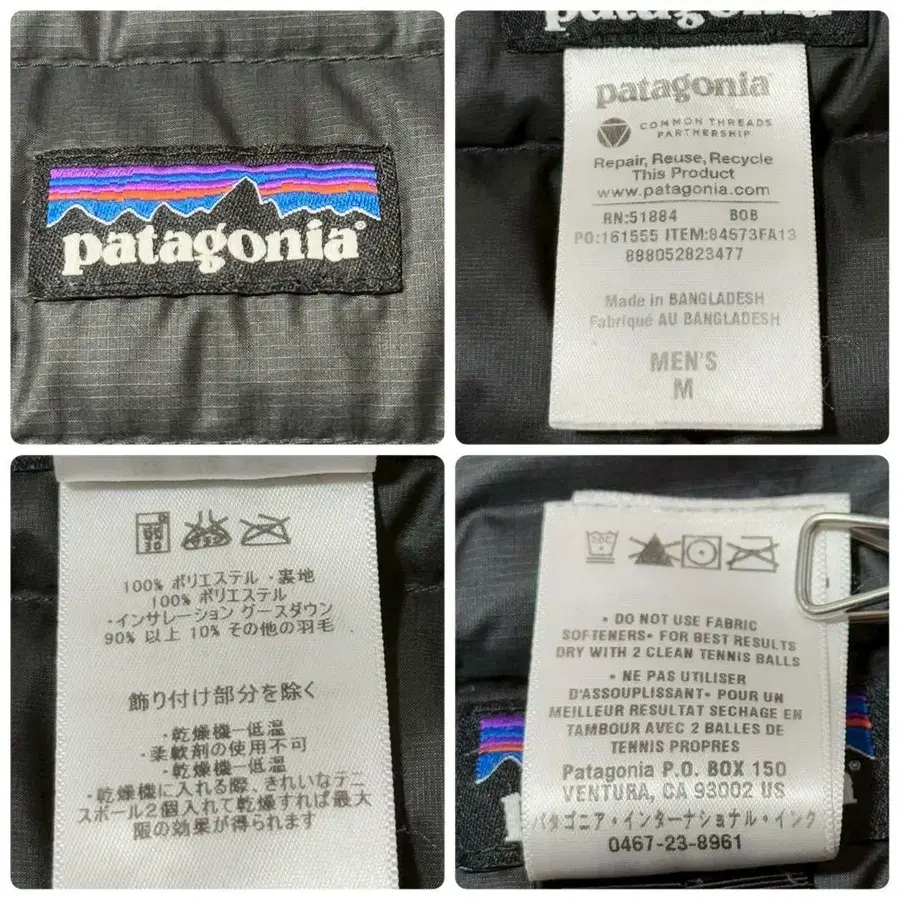 patagonia®
patagonia
patagonia
COMMON THREADS
PARTNERSHIP
Repair, Reuse, Recycle
This Product
www.patagonia.com
RN:51884 BOB
PO:161555 ITEM:84673FA13
888052823477
Made in BANGLADESH
Fabriqué AU BANGLADESH
MEN'S
M
100% ポリエステル ・裏地
100% ポリエステル
・インサレーション グースダウン
90% 以上 10% その他の羽毛
飾り付け部分を除く
・乾燥機ー低温
・柔軟剤の使用不可
・乾燥機ー低温
・乾燥機に入れる際、きれいなテニ
スボール2個入れて乾燥すれば最大
限の効果が得られます
• DO NOT USE FABRIC
SOFTENERS• FOR BEST RESULTS
DRY WITH 2 CLEAN TENNIS BALLS
• NE PAS UTILISER
D'ASSOUPLISSANT• POUR UN
MEILLEUR RESULTAT SECHAGE EN
TAMBOUR AVEC 2 BALLES DE
TENNIS PROPRES
Patagonia P.O. BOX 150
VENTURA, CA 93002 US
パタゴニア・インターナショナル・インク
0467-23-8961